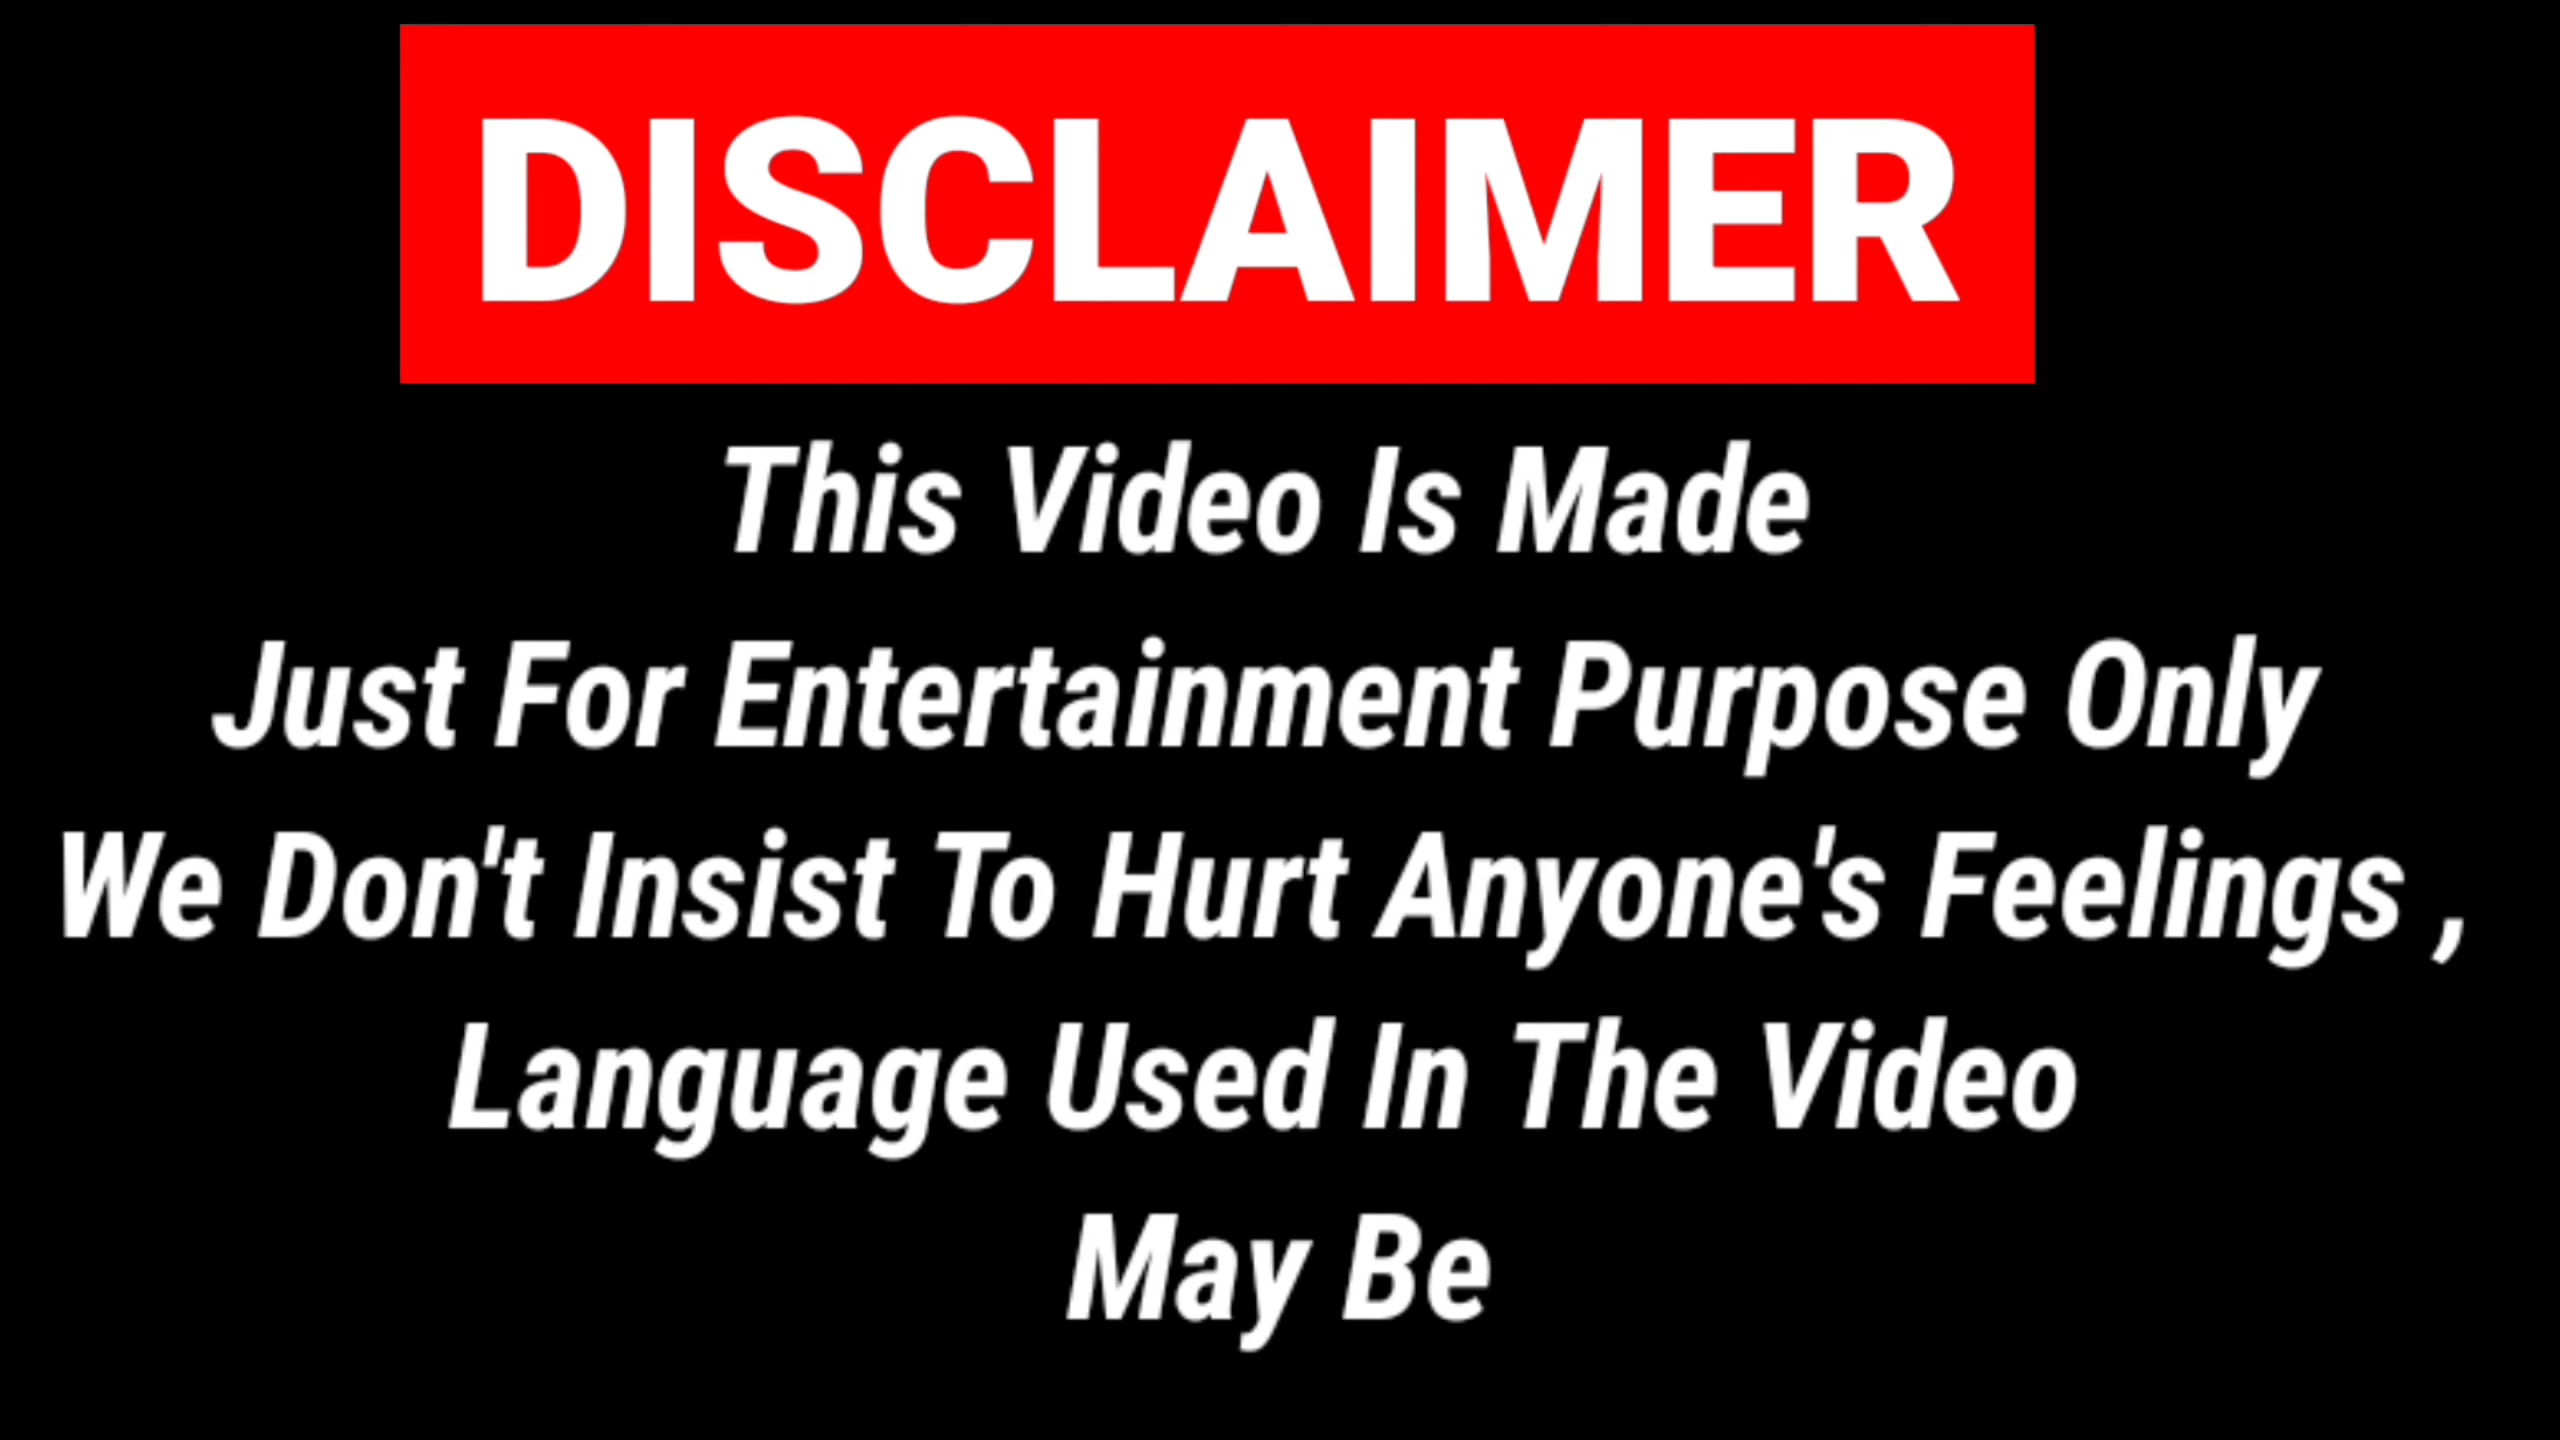 DISCLAIMER
This Video Is Made
Just For Entertainment Purpose Only
We Don't Insist To Hurt Anyone's Feelings ,
Language Used In The Video
May Be